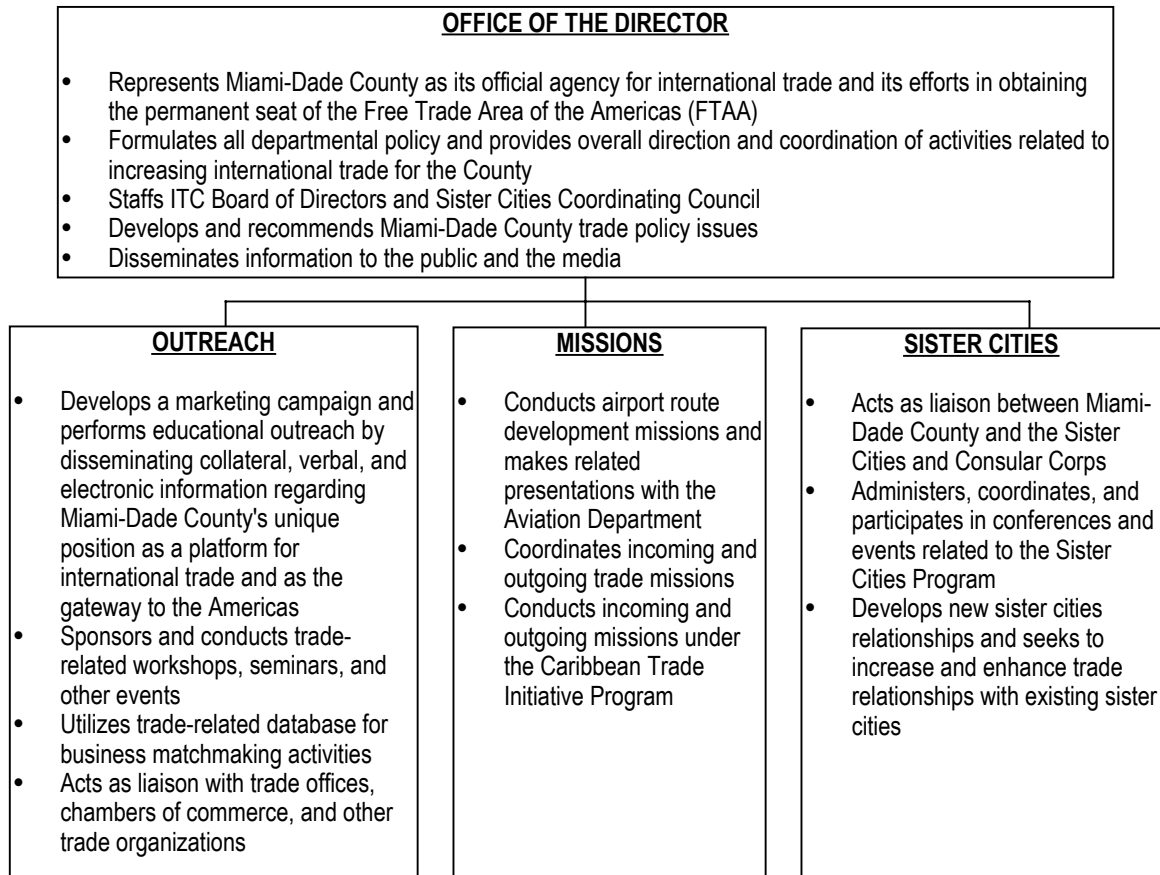 OFFICE OF THE DIRECTOR
• Represents Miami-Dade County as its official agency for international trade and its efforts in obtaining
the permanent seat of the Free Trade Area of the Americas (FTAA)
• Formulates all departmental policy and provides overall direction and coordination of activities related to
increasing international trade for the County
• Staffs ITC Board of Directors and Sister Cities Coordinating Council
• Develops and recommends Miami-Dade County trade policy issues
• Disseminates information to the public and the media
OUTREACH
• Develops a marketing campaign and
performs educational outreach by
disseminating collateral, verbal, and
electronic information regarding
Miami-Dade County's unique
position as a platform for
international trade and as the
gateway to the Americas
• Sponsors and conducts trade-
related workshops, seminars, and
other events
• Utilizes trade-related database for
business matchmaking activities
• Acts as liaison with trade offices,
chambers of commerce, and other
trade organizations
MISSIONS
• Conducts airport route
development missions and
makes related
presentations with the
Aviation Department
• Coordinates incoming and
outgoing trade missions
• Conducts incoming and
outgoing missions under
the Caribbean Trade
Initiative Program
SISTER CITIES
• Acts as liaison between Miami-
Dade County and the Sister
Cities and Consular Corps
• Administers, coordinates, and
participates in conferences and
events related to the Sister
Cities Program
• Develops new sister cities
relationships and seeks to
increase and enhance trade
relationships with existing sister
cities